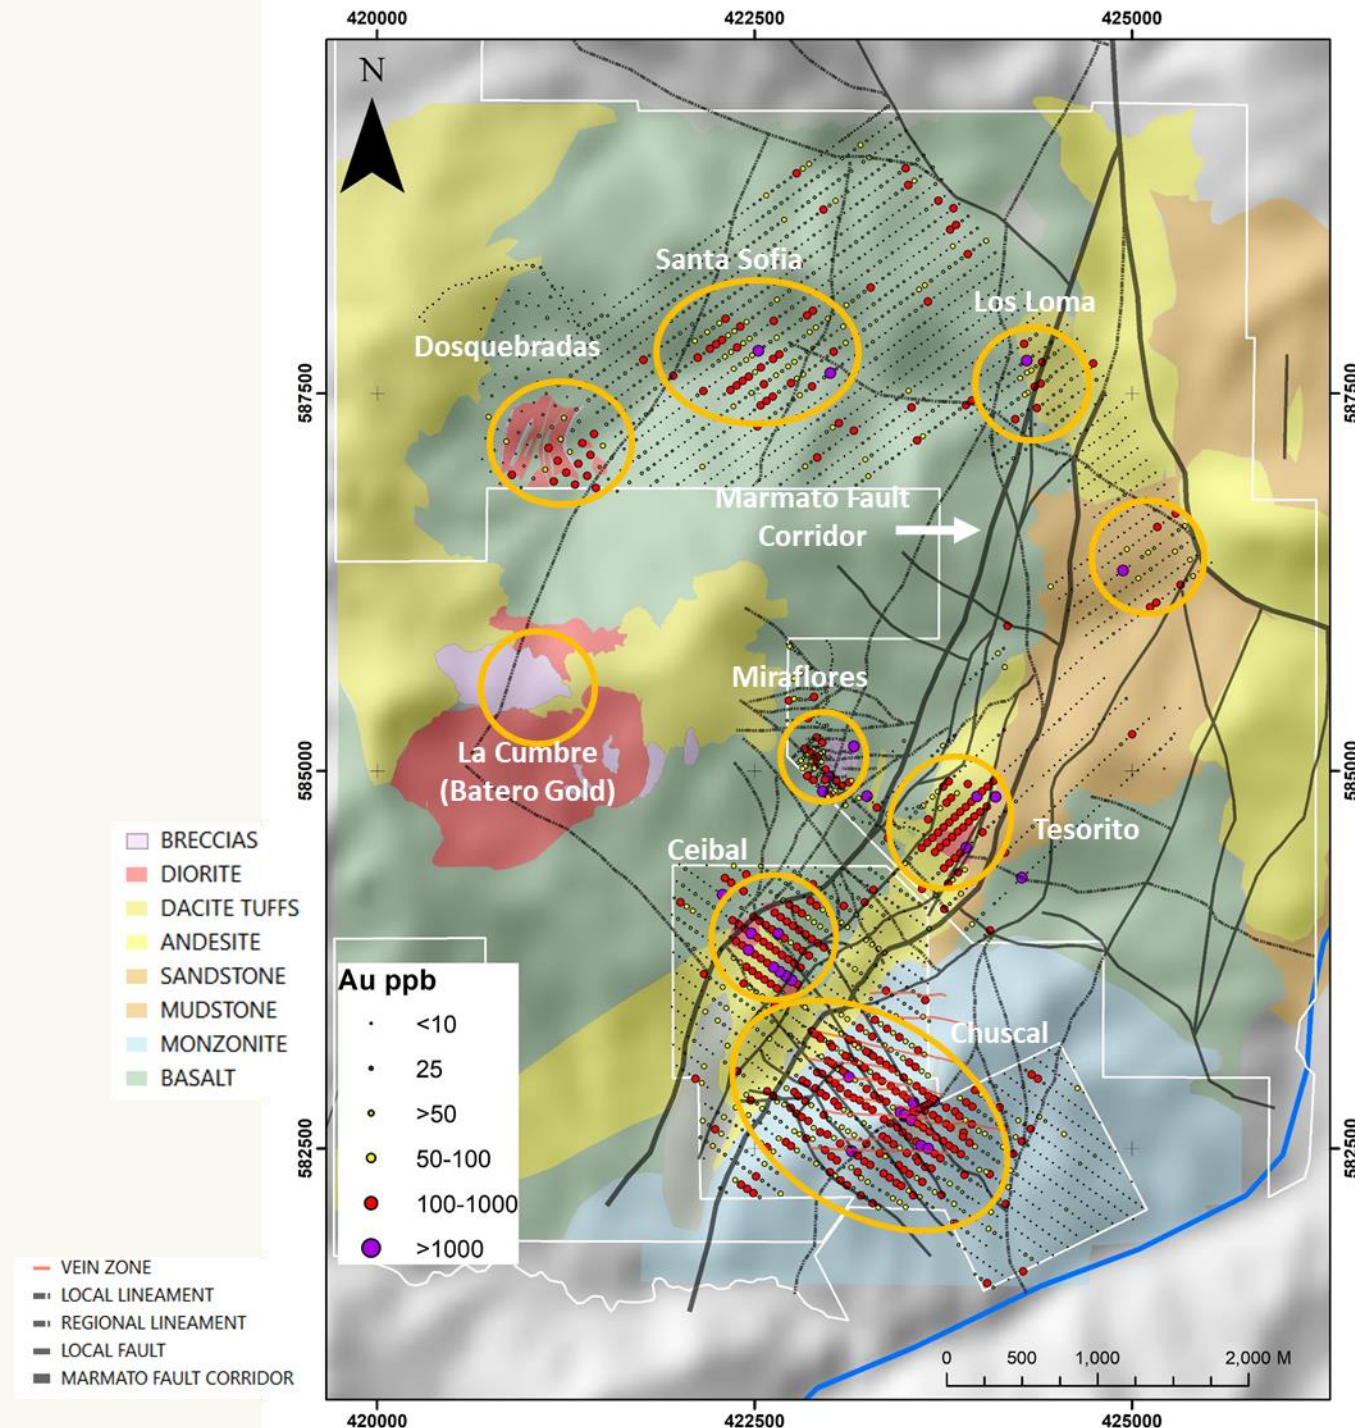 420000
422500
425000
N
Santa Sofia
Los Loma
Dosquebradas
587500
587500
Marmato Fault
Corridor
Miraflores
La Cumbre
(Batero Gold)
585000
585000
Tesorito
Ceibal
BRECCIAS
DIORITE
DACITE TUFFS
ANDESITE
SANDSTONE
MUDSTONE
MONZONITE
BASALT
Au ppb
<10
25
>50
50-100
100-1000
>1000
Chuscal
582500
582500
VEIN ZONE
LOCAL LINEAMENT
REGIONAL LINEAMENT
LOCAL FAULT
MARMATO FAULT CORRIDOR
0 500 1,000 2,000 M
420000
422500
425000